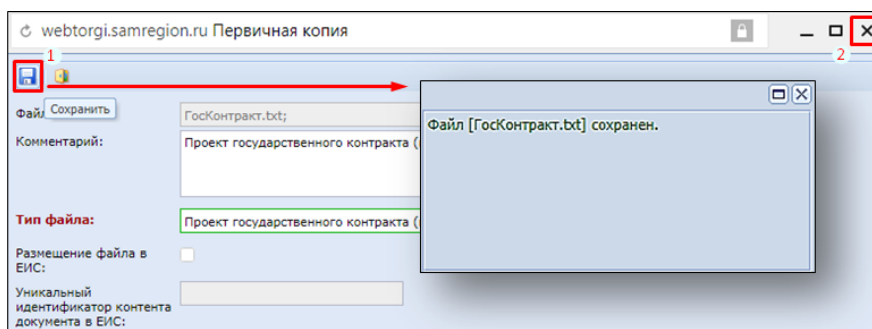 webtorgi.samregion.ru Первичная копия
1
2
Сохранить
ГосКонтракт.txt;
Комментарий:
Проект государственного контракта (
Файл [ГосКонтракт.txt] сохранен.
Тип файла:
Проект государственного контракта (
Размещение файла в
ЕИС:
Уникальный
идентификатор контента
документа в ЕИС: